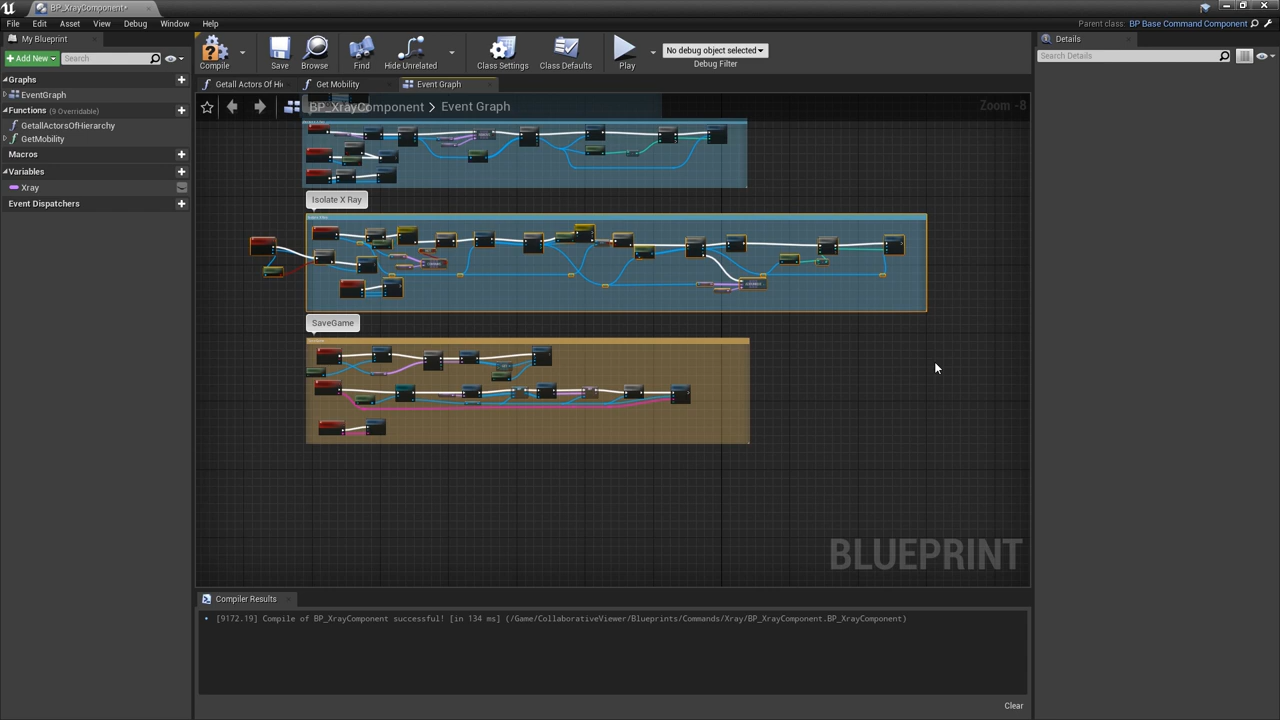 BP_XrayComponent*
File Edit Asset View Debug Window Help
Parent class: BP Base Command Component
My Blueprint
Details
+ Add New
Search
Search Details
Compile
Save
Browse
Find
Hide Unrelated
Class Settings
Class Defaults
Play
No debug object selected
Debug Filter
Graphs
EventGraph
Functions (9 Overridable)
GetallActorsOfHierarchy
GetMobility
Macros
Variables
Xray
Event Dispatchers
Getall Actors Of Hi
Get Mobility
Event Graph
BP_XrayComponent > Event Graph
Zoom -8
Isolate X Ray
SaveGame
BLUEPRINT
Compiler Results
• [9172.19] Compile of BP_XrayComponent successful! [in 134 ms] (/Game/CollaborativeViewer/Blueprints/Commands/Xray/BP_XrayComponent.BP_XrayComponent)
Clear